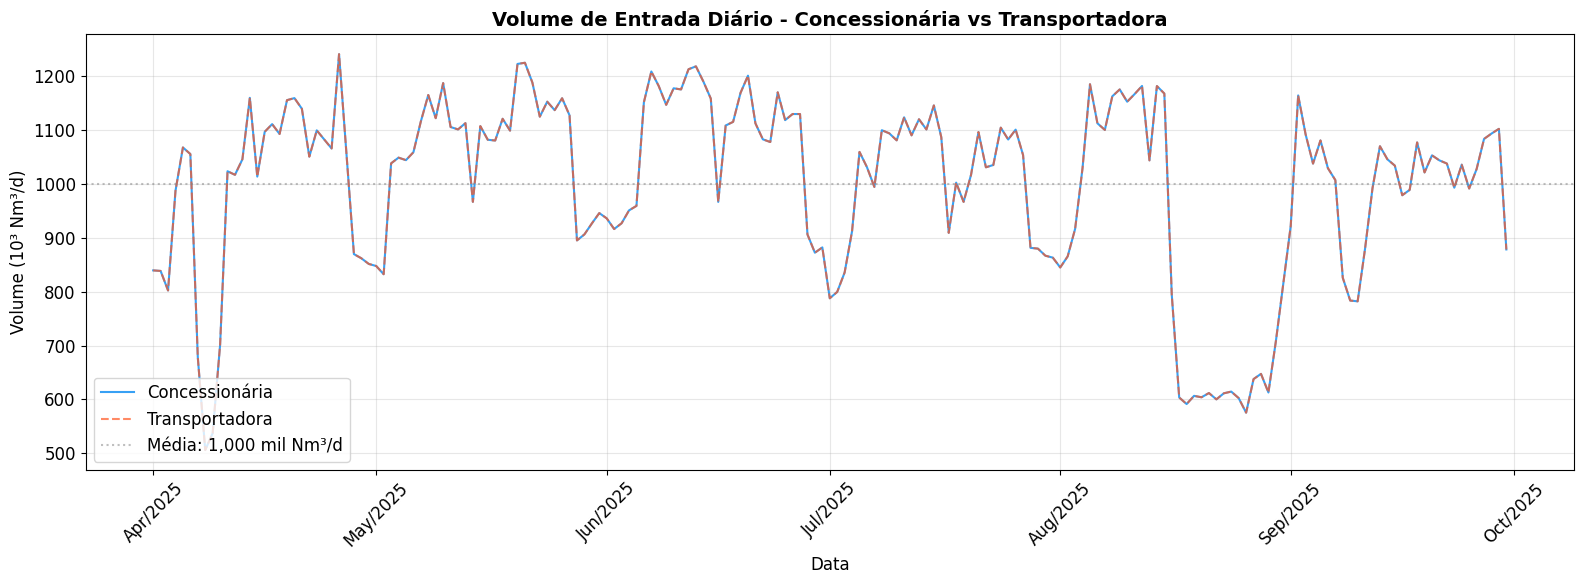 Volume de Entrada Diário - Concessionária vs Transportadora
Volume (10³ Nm³/d)
1200
1100
1000
900
800
700
600
500
Concessionária
Transportadora
Média: 1,000 mil Nm³/d
Apr/2025
May/2025
Jun/2025
Jul/2025
Aug/2025
Sep/2025
Oct/2025
Data